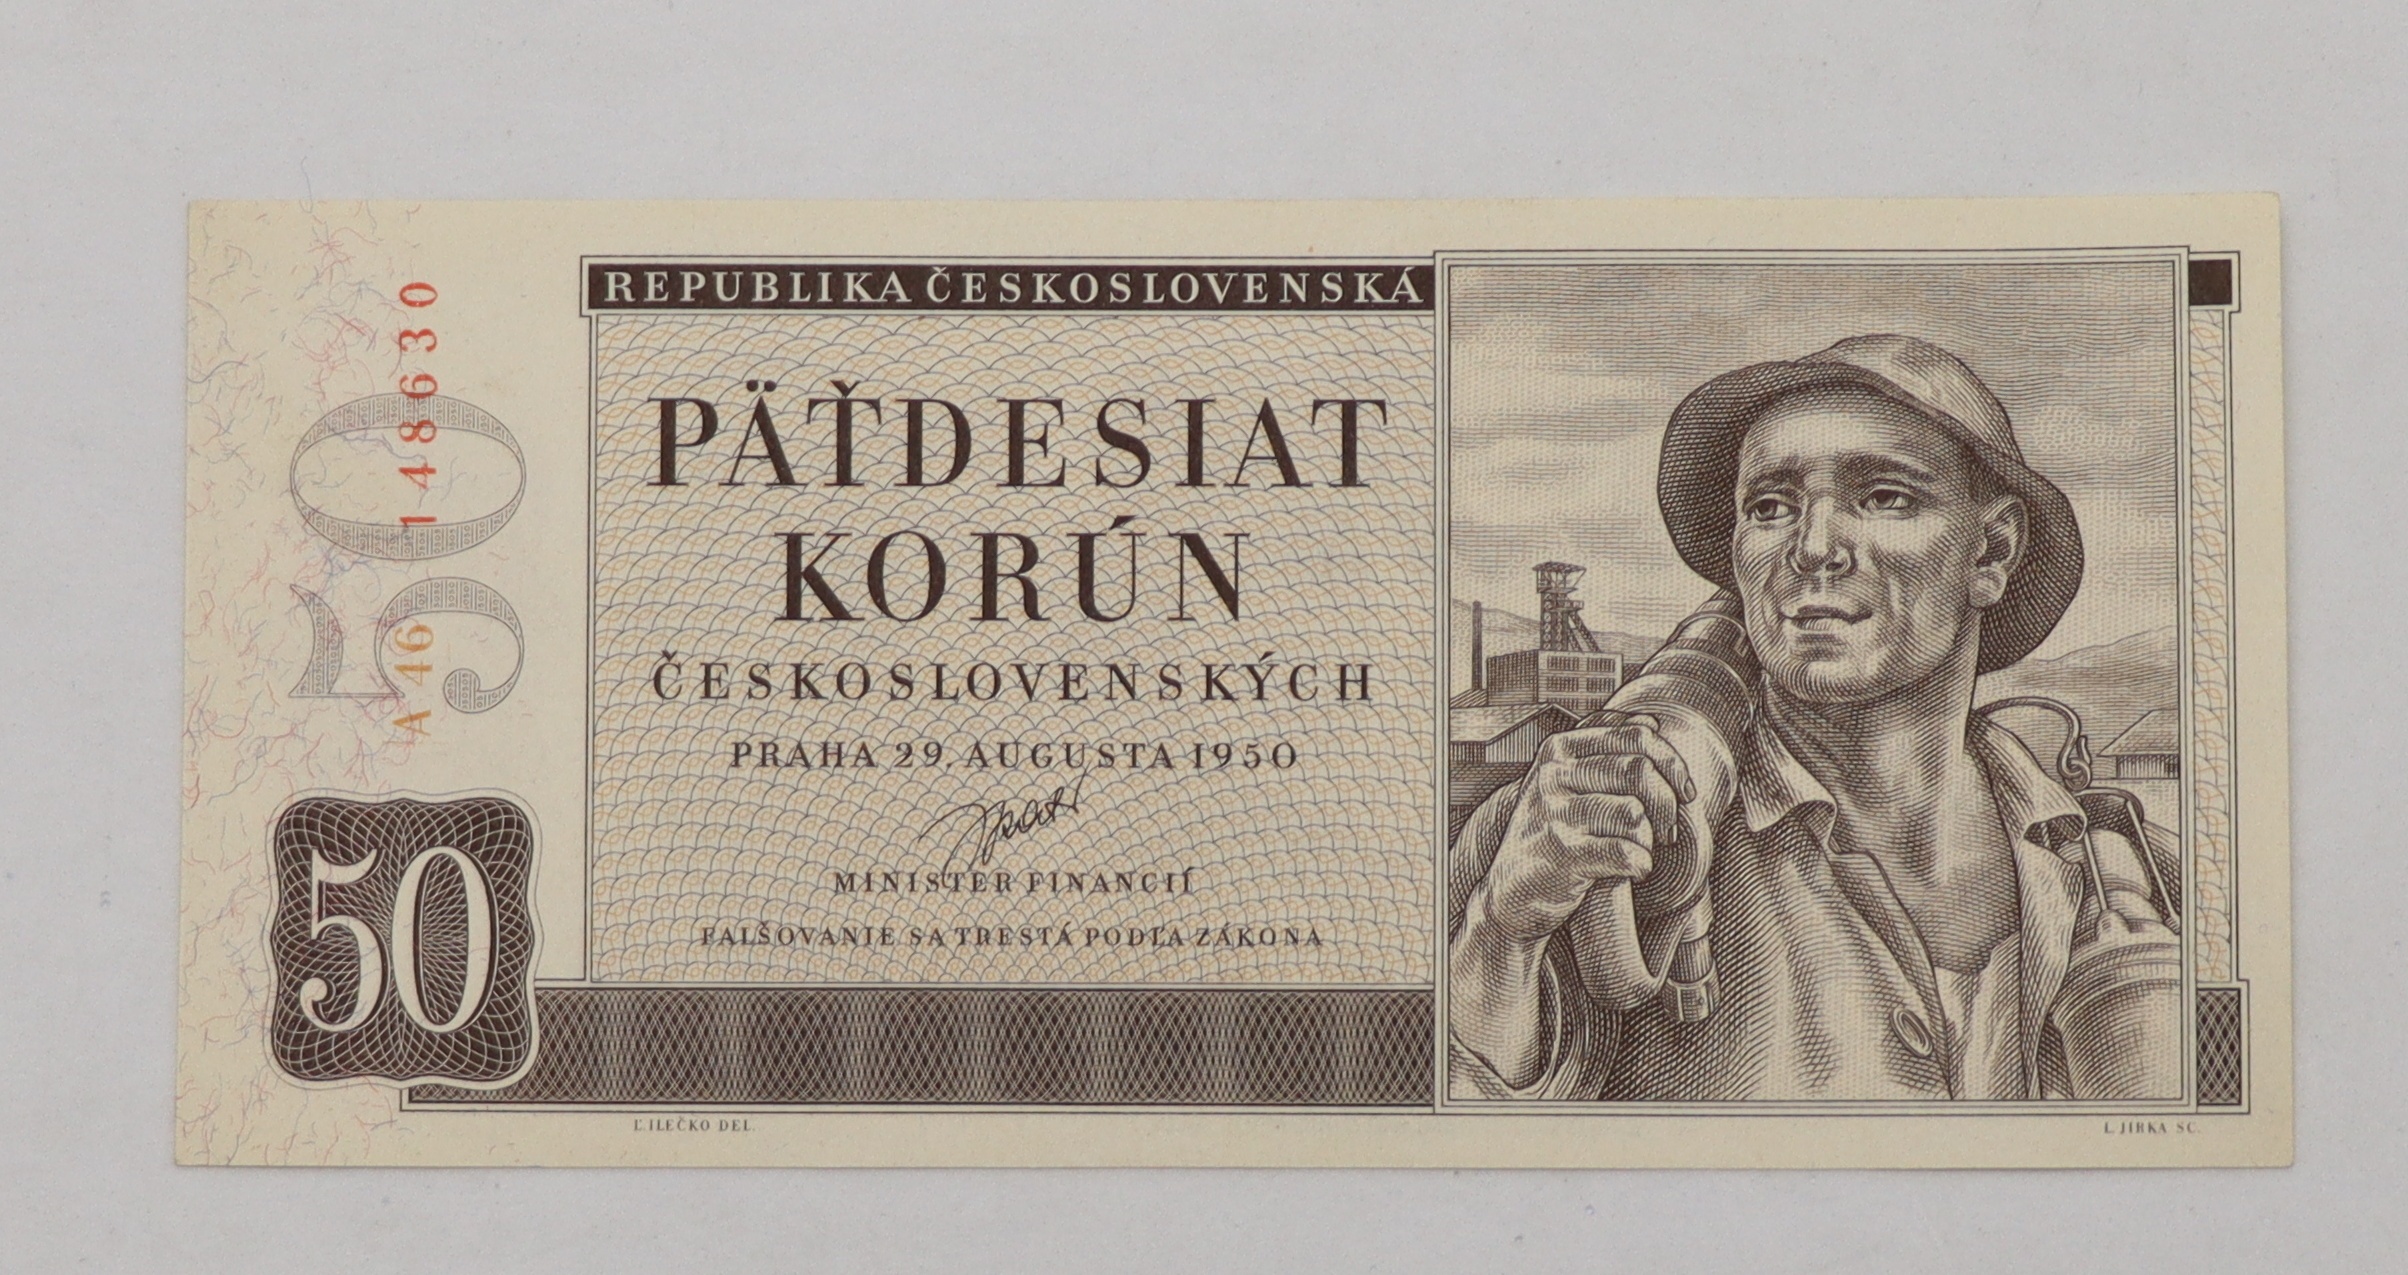 REPUBLIKA ČESKOSLOVENSKÁ
PÄŤDESIAT
KORÚN
ČESKOSLOVENSKÝCH
PRAHA 29. AUGUSTA 1950
MINISTER FINANCIÍ
FALŠOVANIE SA TRESTÁ PODĽA ZÁKONA
A 46 148630
50
50
Ľ. ILEČKO DEL.
L. JIRKA SC.